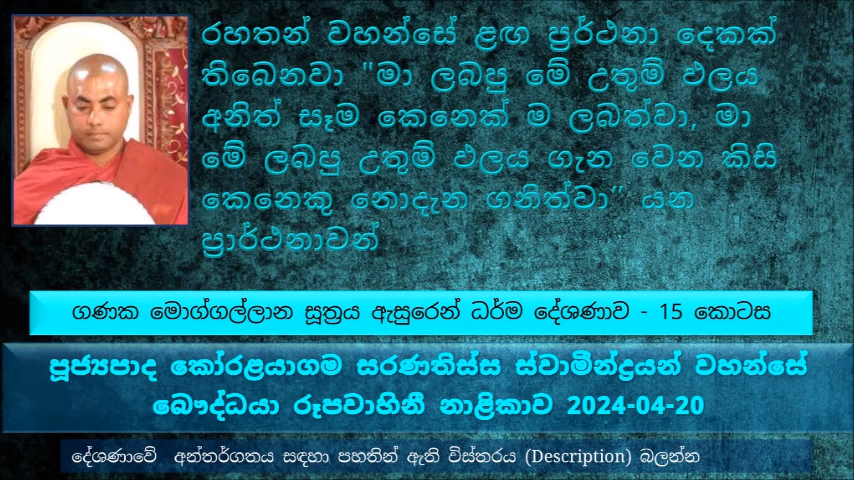 රහතන් වහන්සේ ළඟ ප්‍රර්ථනා දෙකක්
තිබෙනවා "මා ලබපු මේ උතුම් ඵලය
අනිත් සෑම කෙනෙක් ම ලබත්වා, මා
මේ ලබපු උතුම් ඵලය ගැන වෙන කිසි
කෙනෙකු නොදැන ගනිත්වා" යන
ප්‍රාර්ථනාවන්
ගණක මොග්ගල්ලාන සූත්‍රය ඇසුරෙන් ධර්ම දේශණාව - 15 කොටස
පූජ්‍යපාද කෝරළයාගම සරණතිස්ස ස්වාමීන්ද්‍රයන් වහන්සේ
බෞද්ධයා රූපවාහිනී නාළිකාව 2024-04-20
දේශණාවේ අන්තර්ගතය සඳහා පහතින් ඇති විස්තරය (Description) බලන්න